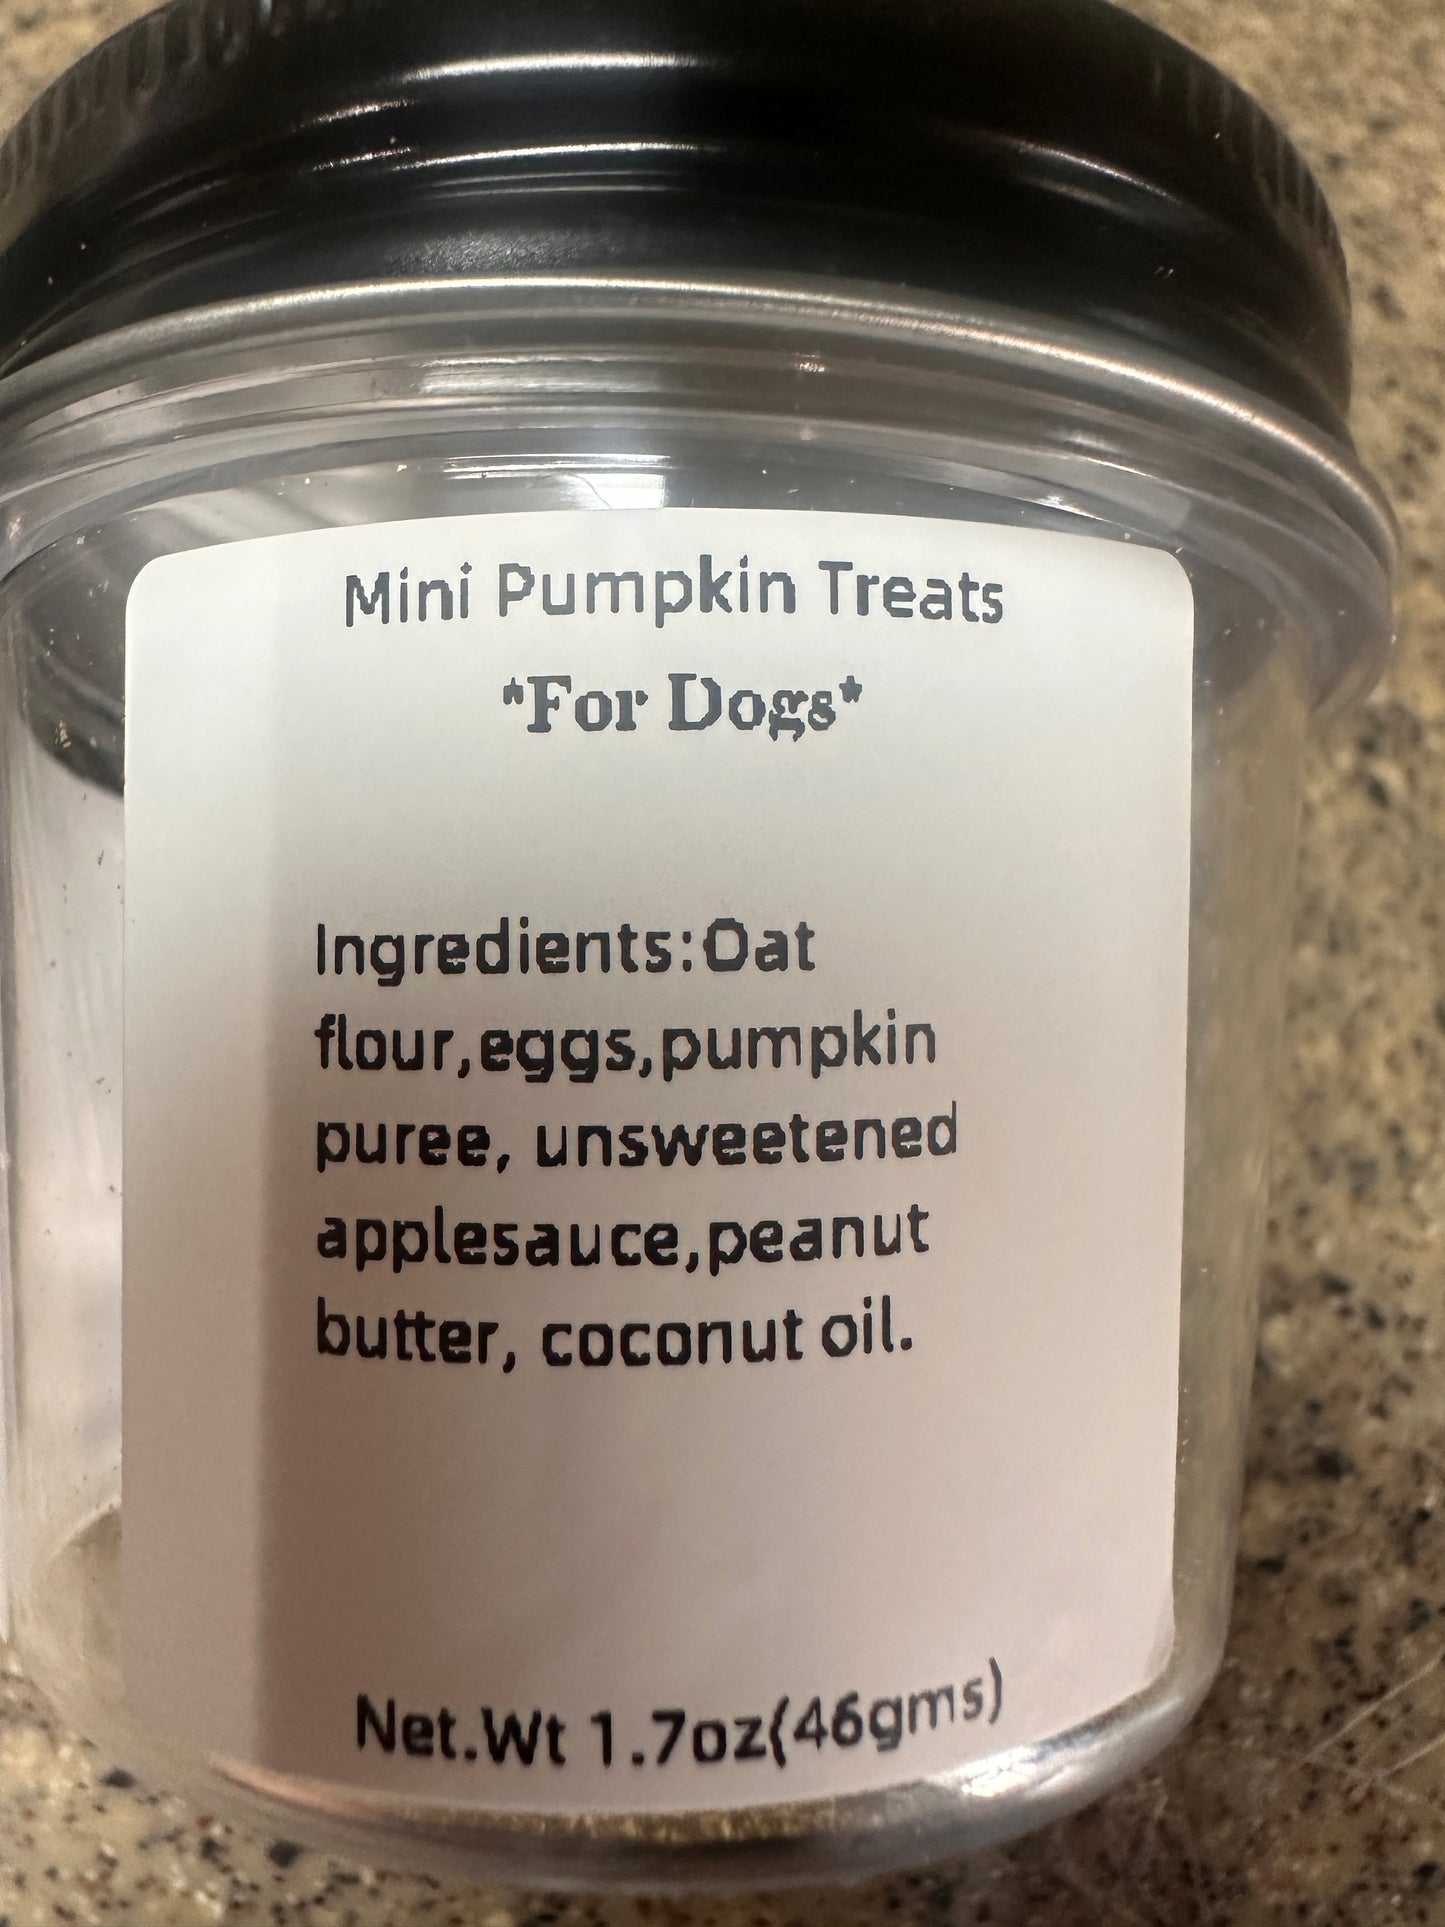 Mini Pumpkin Treats
*For Dogs*
Ingredients:Oat
flour,eggs,pumpkin
puree, unsweetened
applesauce,peanut
butter, coconut oil.
Net.Wt 1.7oz(46gms)